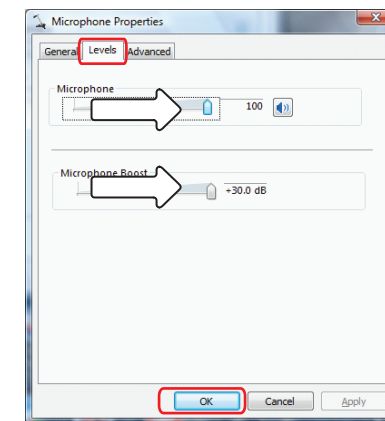 Microphone Properties
General Levels Advanced
Microphone
100
Microphone Boost
+30.0 dB
OK Cancel Apply